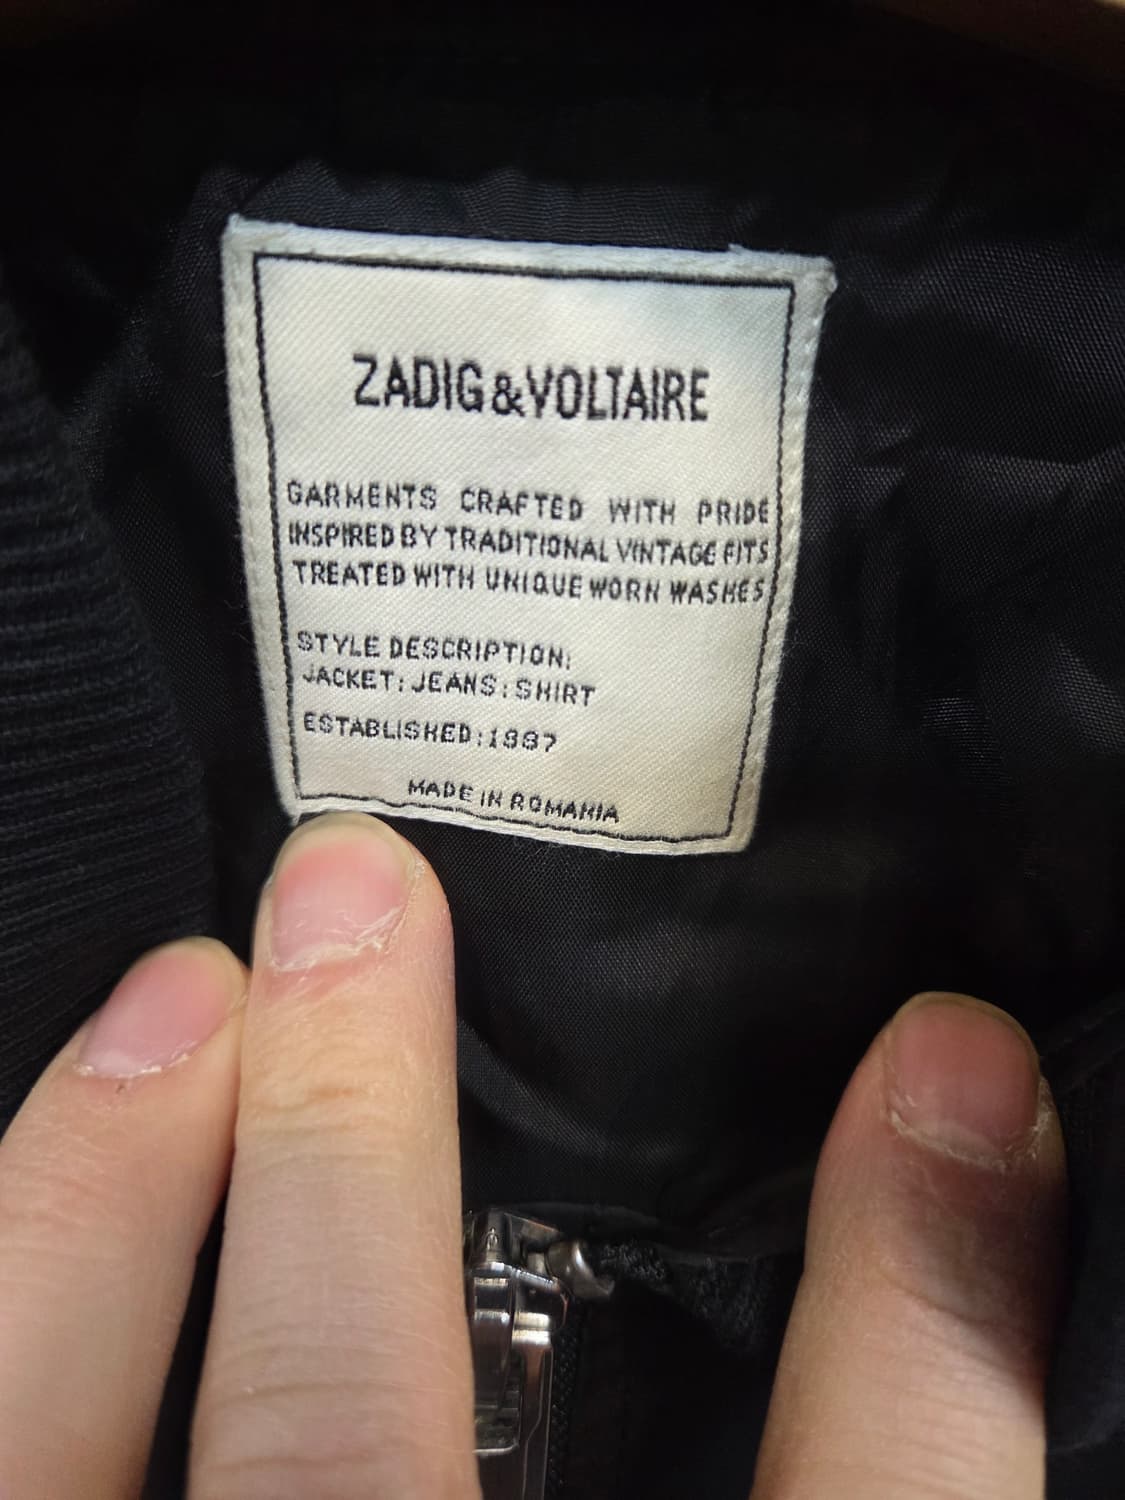 ZADIG&VOLTAIRE
GARMENTS CRAFTED WITH PRIDE
INSPIRED BY TRADITIONAL VINTAGE FITS
TREATED WITH UNIQUE WORN WASHES
STYLE DESCRIPTION:
JACKET: JEANS: SHIRT
ESTABLISHED: 1997
MADE IN ROMANIA